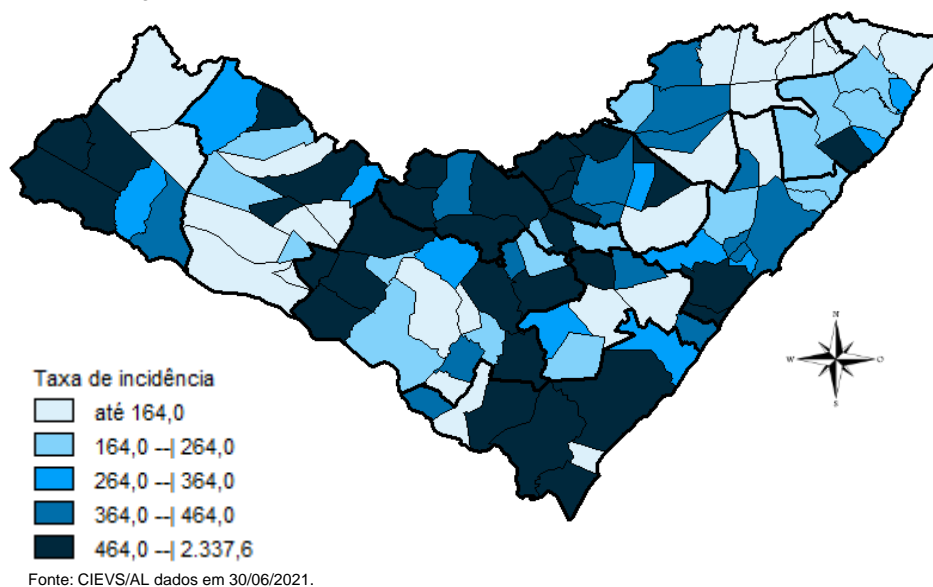 N
W
O
S
Taxa de incidência
até 164,0
164,0 --| 264,0
264,0 --| 364,0
364,0 --| 464,0
464,0 --| 2.337,6
Fonte: CIEVS/AL dados em 30/06/2021.